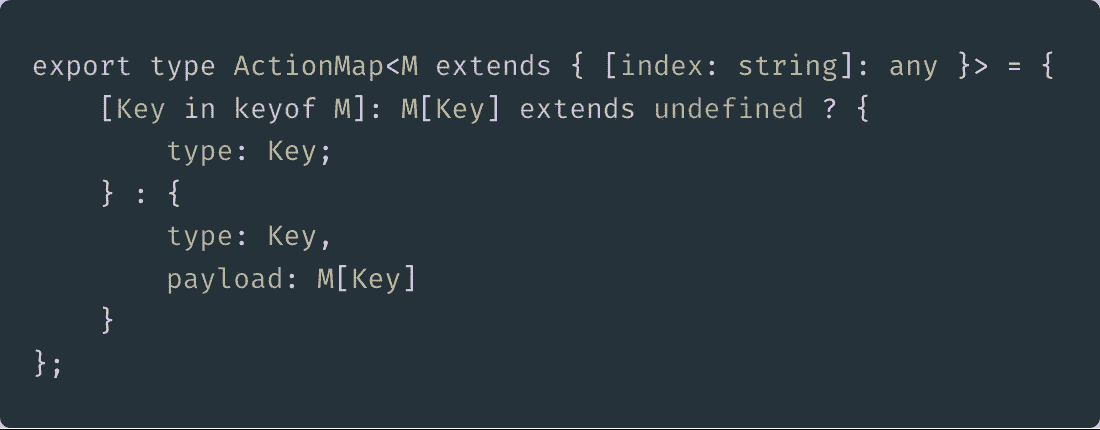 export type ActionMap<M extends { [index: string]: any }> = {
    [Key in keyof M]: M[Key] extends undefined ? {
        type: Key;
    } : {
        type: Key,
        payload: M[Key]
    }
};